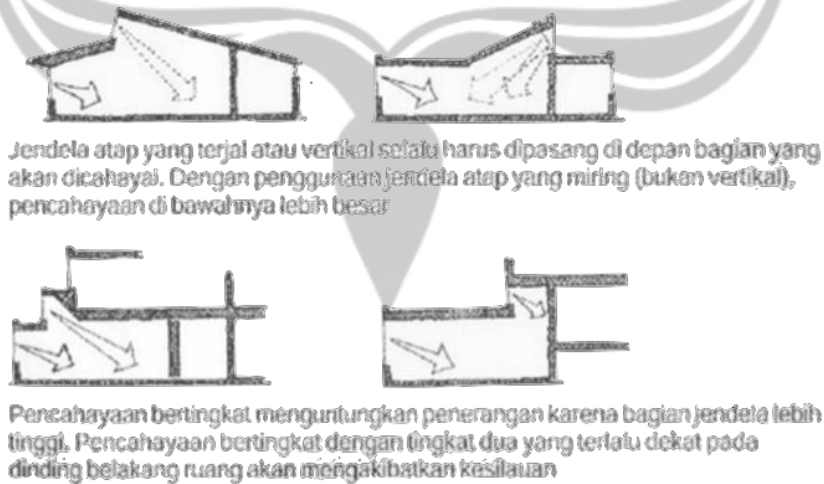 Jendela atap yang terjal atau vertikal selalu harus dipasang di depan bagian yang
akan dicahayai. Dengan penggunaan jendela atap yang miring (bukan vertikal),
pencahayaan di bawahnya lebih besar
Pencahayaan bertingkat menguntungkan penerangan karena bagian jendela lebih
tinggi. Pencahayaan bertingkat dengan tingkat dua yang terlalu dekat pada
dinding belakang ruang akan mengakibatkan kesilauan